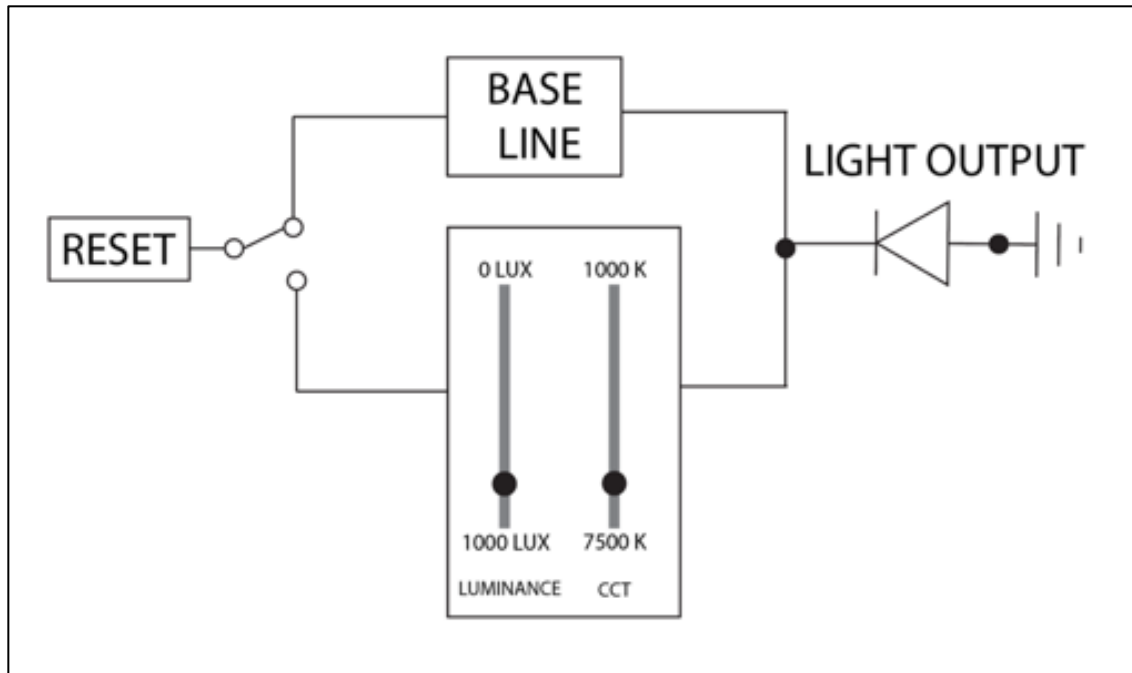 BASE
LINE
LIGHT OUTPUT
RESET
0 LUX 1000 K
1000 LUX 7500 K
LUMINANCE CCT